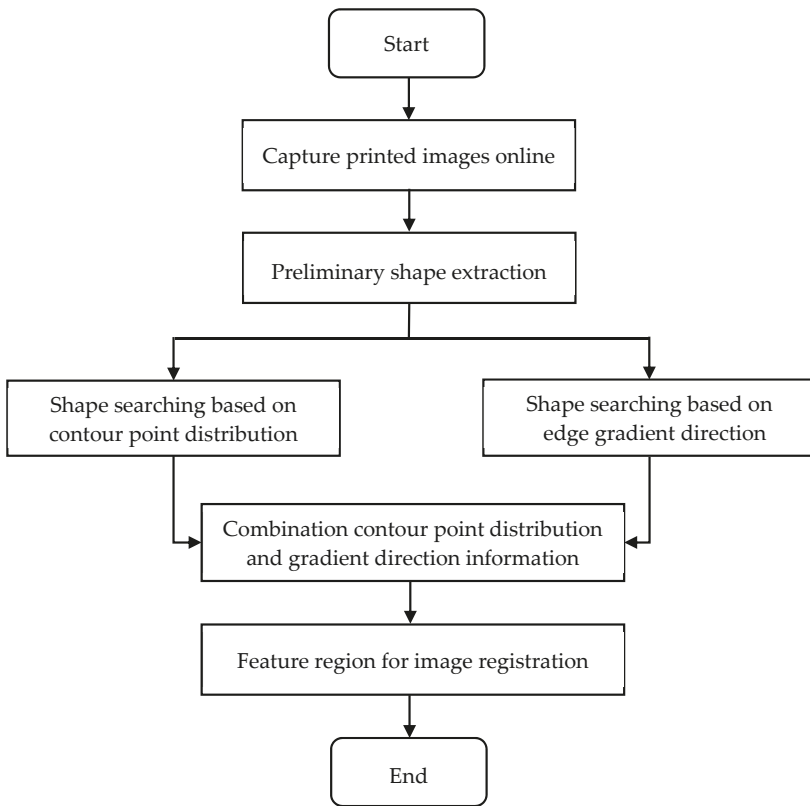 Start
Capture printed images online
Preliminary shape extraction
Shape searching based on
contour point distribution
Shape searching based on
edge gradient direction
Combination contour point distribution
and gradient direction information
Feature region for image registration
End